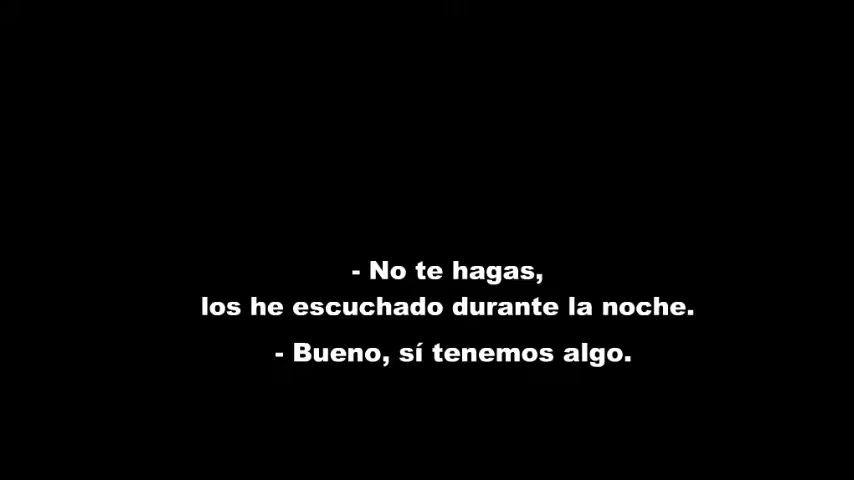 - No te hagas,
los he escuchado durante la noche.
- Bueno, sí tenemos algo.